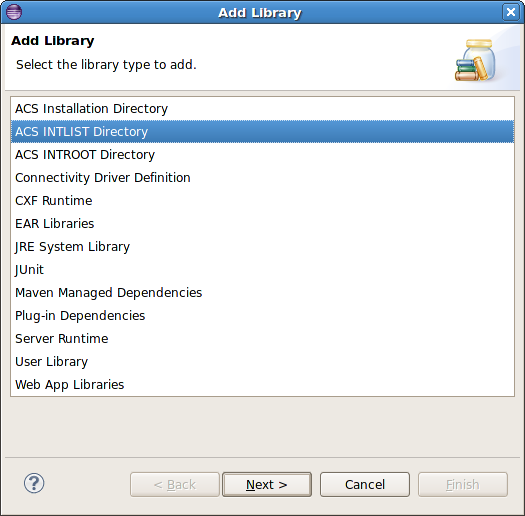 Add Library
Add Library
Select the library type to add.
ACS Installation Directory
ACS INTLIST Directory
ACS INTROOT Directory
Connectivity Driver Definition
CXF Runtime
EAR Libraries
JRE System Library
JUnit
Maven Managed Dependencies
Plug-in Dependencies
Server Runtime
User Library
Web App Libraries
? < Back Next > Cancel Finish